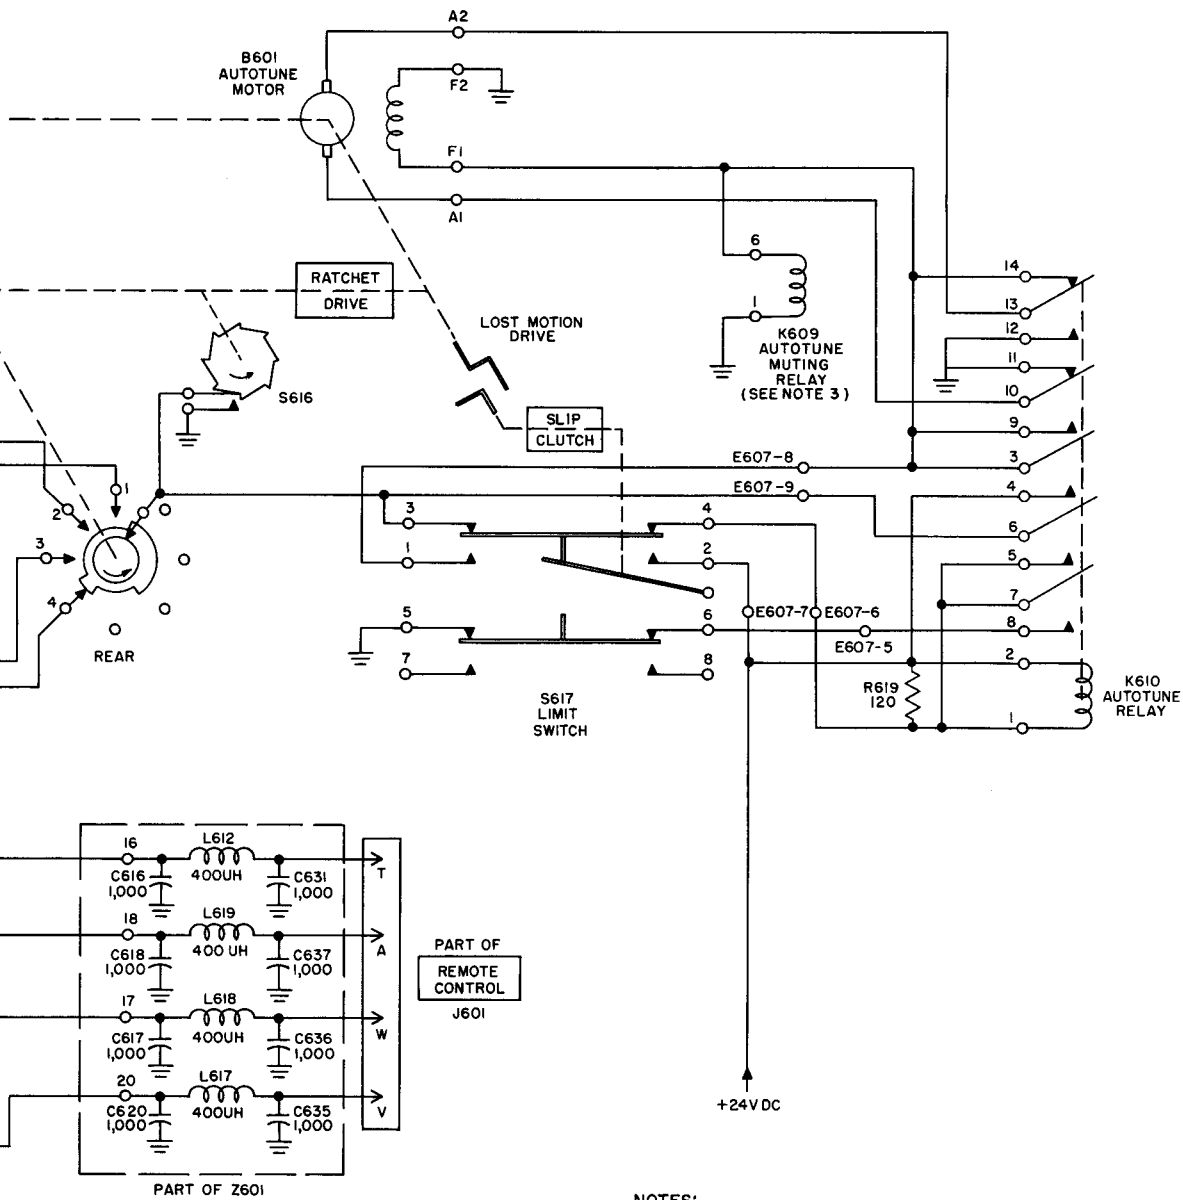 A2
B601
AUTOTUNE
MOTOR
F2
F1
A1
6
1
K609
AUTOTUNE
MUTING
RELAY
(SEE NOTE 3)
RATCHET
DRIVE
LOST MOTION
DRIVE
S616
SLIP
CLUTCH
14
13
12
11
10
9
3
4
6
5
7
8
2
1
E607-8
E607-9
1
2
3
4
REAR
3
4
1
2
5
6
7
8
E607-7
E607-6
E607-5
R619
120
K610
AUTOTUNE
RELAY
S617
LIMIT
SWITCH
16
L612
C616
1,000
400UH
C631
1,000
T
18
L619
C618
1,000
400UH
C637
1,000
A
17
L618
C617
1,000
400UH
C636
1,000
W
20
L617
C620
1,000
400UH
C635
1,000
V
PART OF
REMOTE
CONTROL
J601
PART OF Z601
+24V DC
NOTES: